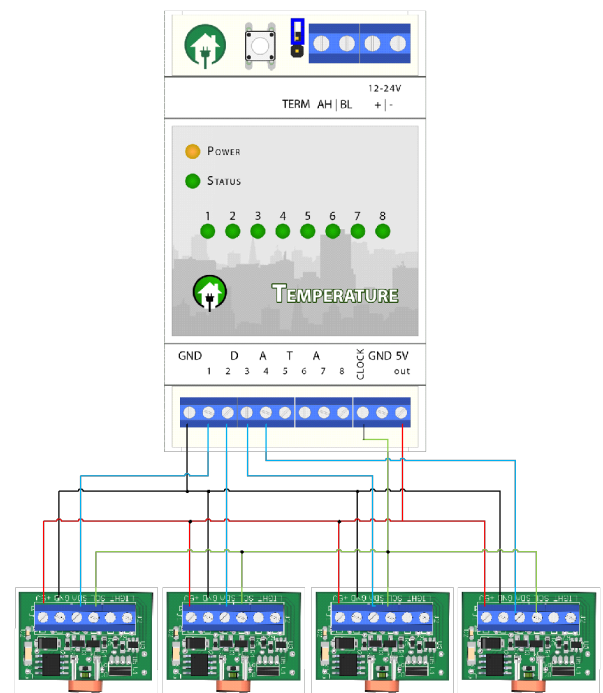 12-24V
TERM AH|BL +|-
POWER
STATUS
1 2 3 4 5 6 7 8
TEMPERATURE
GND D A T A CLOCK GND 5V
1 2 3 4 5 6 7 8 out